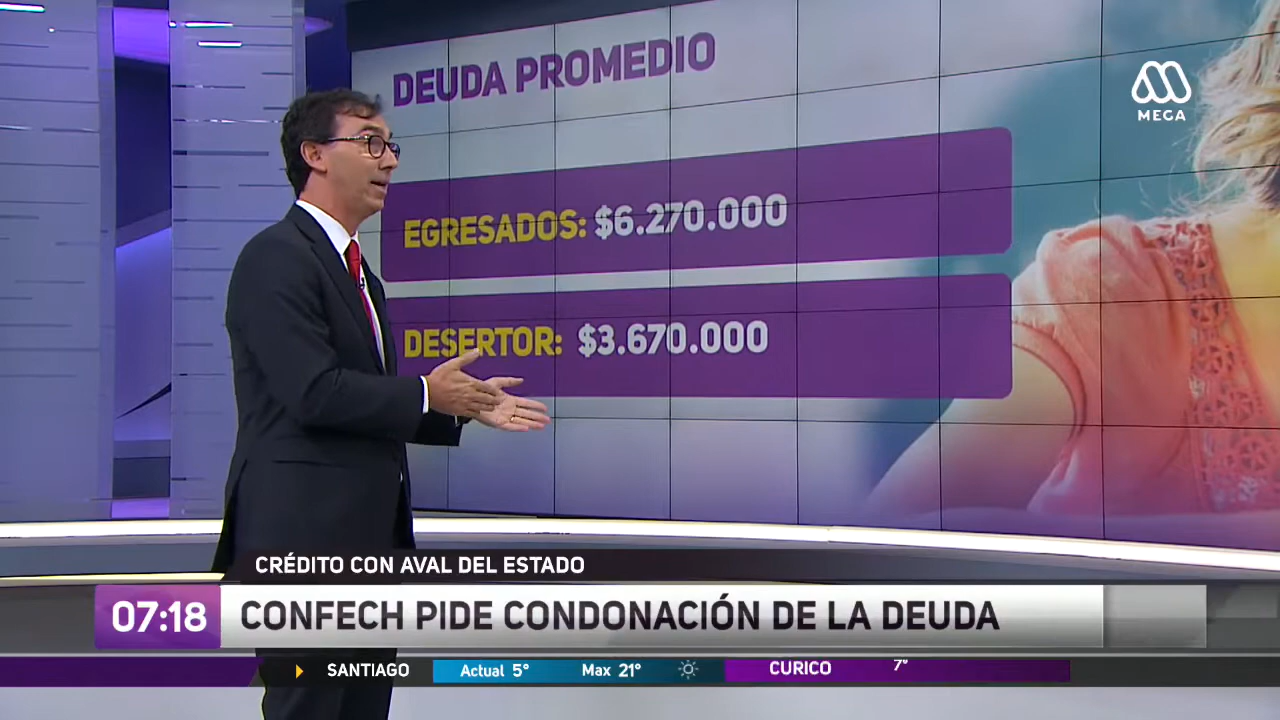 DEUDA PROMEDIO
MEGA
EGRESADOS: $6.270.000
DESERTOR: $3.670.000
CRÉDITO CON AVAL DEL ESTADO
07:18 CONFECH PIDE CONDONACIÓN DE LA DEUDA
SANTIAGO Actual 5° Max 21° CURICO 7°